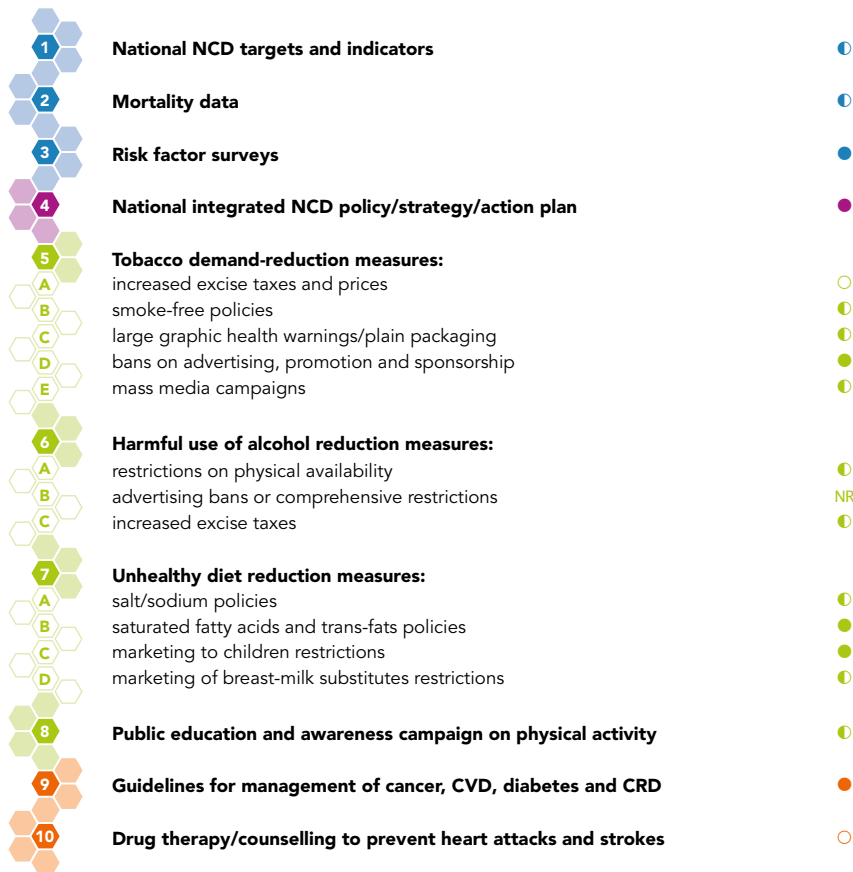 1 National NCD targets and indicators ◐
2 Mortality data ◐
3 Risk factor surveys ●
4 National integrated NCD policy/strategy/action plan ●
5 Tobacco demand-reduction measures:
A increased excise taxes and prices ○
B smoke-free policies ◐
C large graphic health warnings/plain packaging ◐
D bans on advertising, promotion and sponsorship ●
E mass media campaigns ◐
6 Harmful use of alcohol reduction measures:
A restrictions on physical availability ◐
B advertising bans or comprehensive restrictions NR
C increased excise taxes ◐
7 Unhealthy diet reduction measures:
A salt/sodium policies ◐
B saturated fatty acids and trans-fats policies ●
C marketing to children restrictions ●
D marketing of breast-milk substitutes restrictions ◐
8 Public education and awareness campaign on physical activity ◐
9 Guidelines for management of cancer, CVD, diabetes and CRD ●
10 Drug therapy/counselling to prevent heart attacks and strokes ○